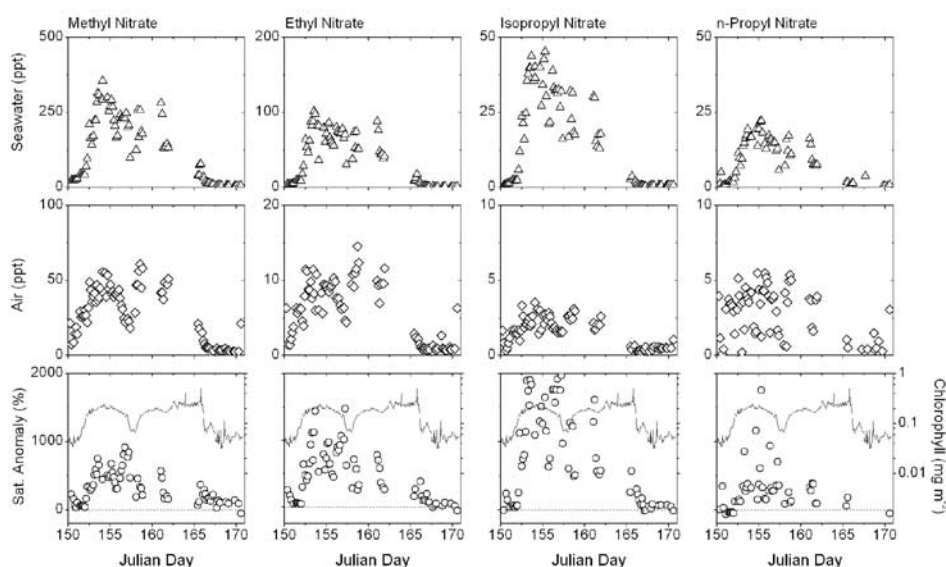 Methyl Nitrate Ethyl Nitrate Isopropyl Nitrate n-Propyl Nitrate
500 200 50 50
Seawater (ppt)
250 100 25 25
0 0 0 0
100 20 10 10
Air (ppt)
50 10 5 5
0 0 0 0
2000 1
Sat. Anomaly (%)
Chlorophyll (mg m
0.1
1000
0.01
0
150 155 160 165 170 150 155 160 165 170 150 155 160 165 170 150 155 160 165 170
Julian Day Julian Day Julian Day Julian Day